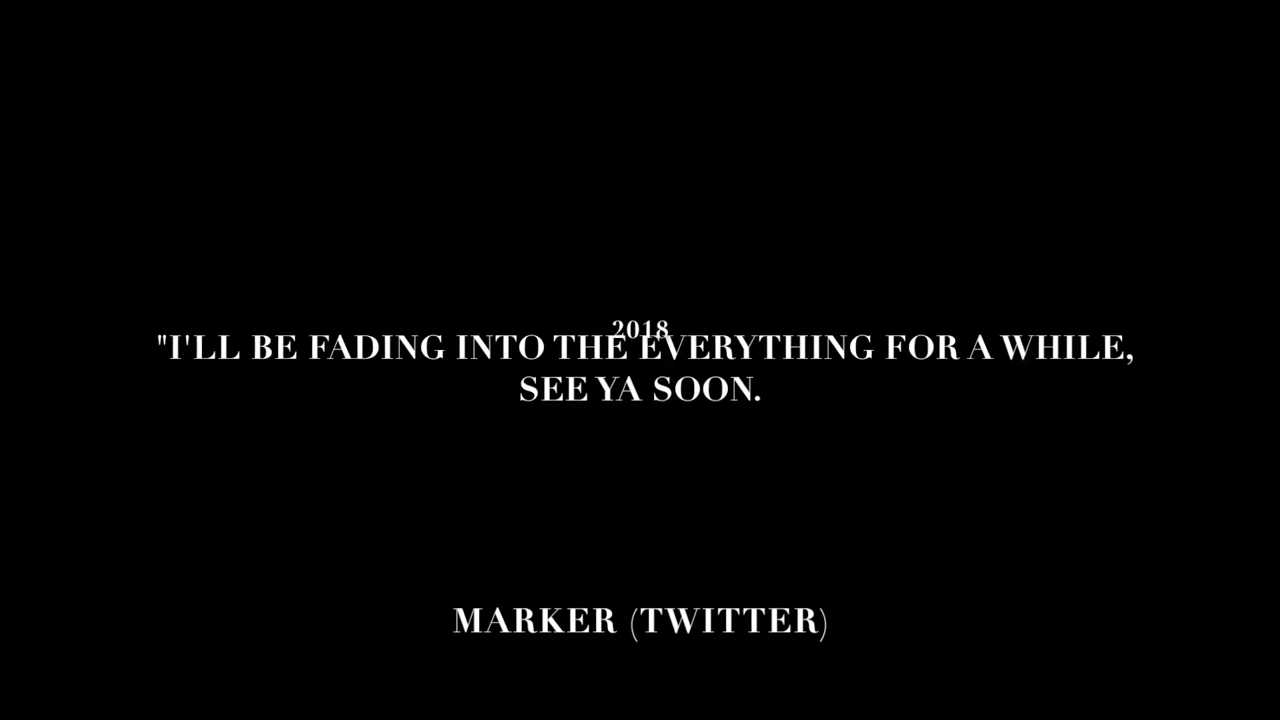 2018
"I'LL BE FADING INTO THE EVERYTHING FOR A WHILE,
SEE YA SOON.
MARKER (TWITTER)